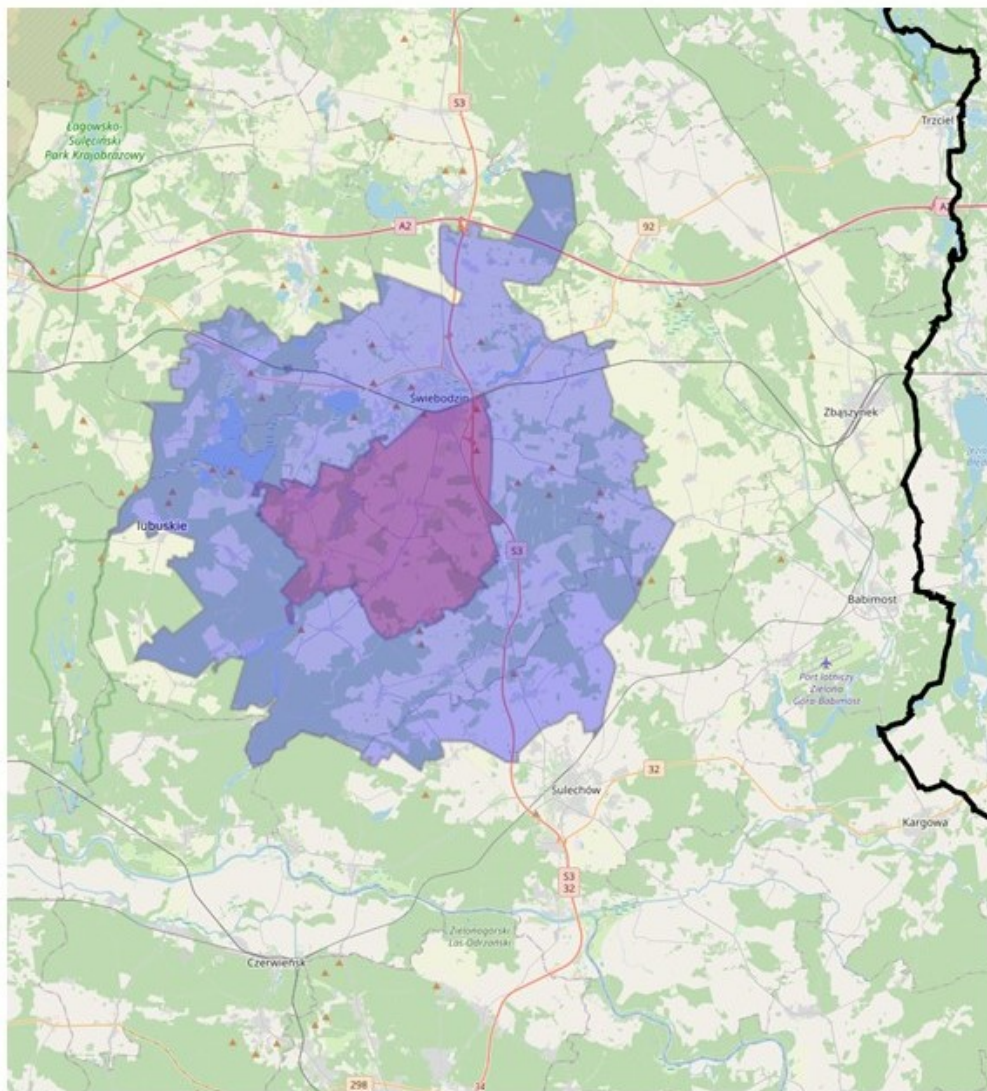 S3
Trzciel
Łagowsko-
Sulęciński
Park Krajobrazowy
A2
A2
92
Świebodzin
Zbąszynek
lubuskie
S3
Babimost
Port lotniczy
Zielona
Góra-Babimost
32
Sulechów
Kargowa
S3
32
Zielonogórski
Las Odrzański
Czerwieńsk
298